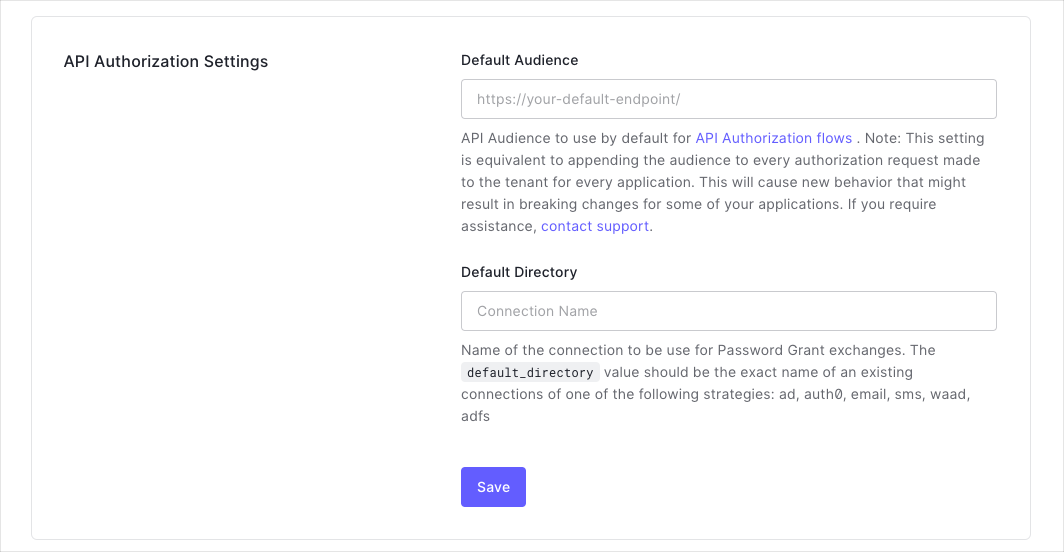 API Authorization Settings
Default Audience
https://your-default-endpoint/
API Audience to use by default for API Authorization flows . Note: This setting
is equivalent to appending the audience to every authorization request made
to the tenant for every application. This will cause new behavior that might
result in breaking changes for some of your applications. If you require
assistance, contact support.
Default Directory
Connection Name
Name of the connection to be use for Password Grant exchanges. The
default_directory value should be the exact name of an existing
connections of one of the following strategies: ad, auth0, email, sms, waad,
adfs
Save